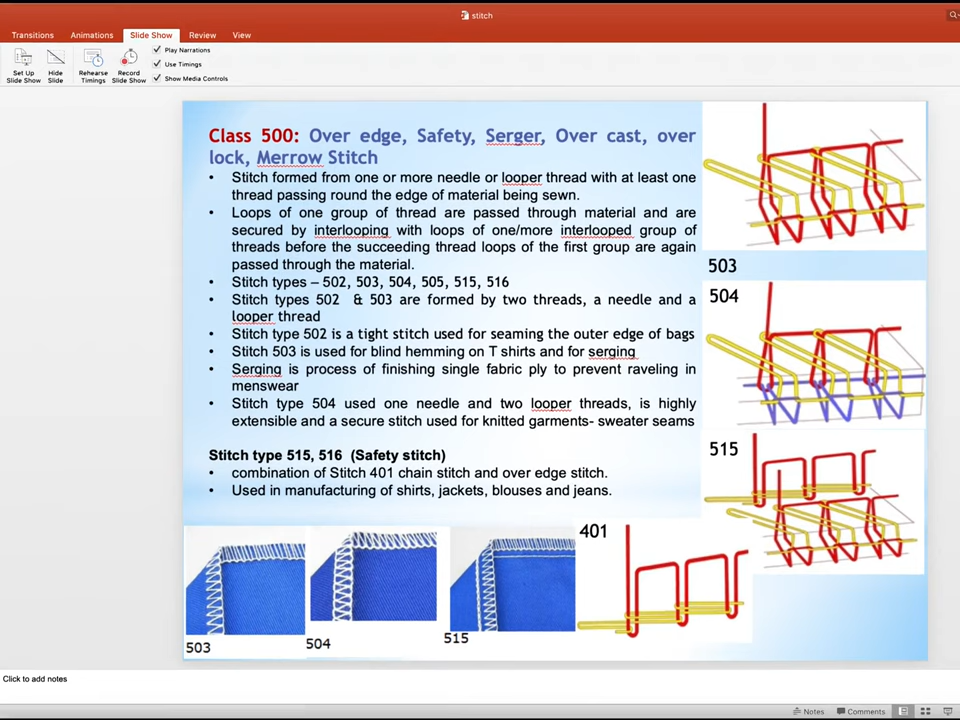 stitch
Transitions Animations Slide Show Review View
Set Up Slide Show
Hide Slide
Rehearse Timings
Record Slide Show
Play Narrations
Use Timings
Show Media Controls
Class 500: Over edge, Safety, Serger, Over cast, over
lock, Merrow Stitch
• Stitch formed from one or more needle or looper thread with at least one
thread passing round the edge of material being sewn.
• Loops of one group of thread are passed through material and are
secured by interlooping with loops of one/more interlooped group of
threads before the succeeding thread loops of the first group are again
passed through the material.
• Stitch types – 502, 503, 504, 505, 515, 516
• Stitch types 502 & 503 are formed by two threads, a needle and a
looper thread
• Stitch type 502 is a tight stitch used for seaming the outer edge of bags
• Stitch 503 is used for blind hemming on T shirts and for serging
• Serging is process of finishing single fabric ply to prevent raveling in
menswear
• Stitch type 504 used one needle and two looper threads, is highly
extensible and a secure stitch used for knitted garments- sweater seams
Stitch type 515, 516 (Safety stitch)
• combination of Stitch 401 chain stitch and over edge stitch.
• Used in manufacturing of shirts, jackets, blouses and jeans.
503
504
515
401
503
504
515
Click to add notes
Notes Comments